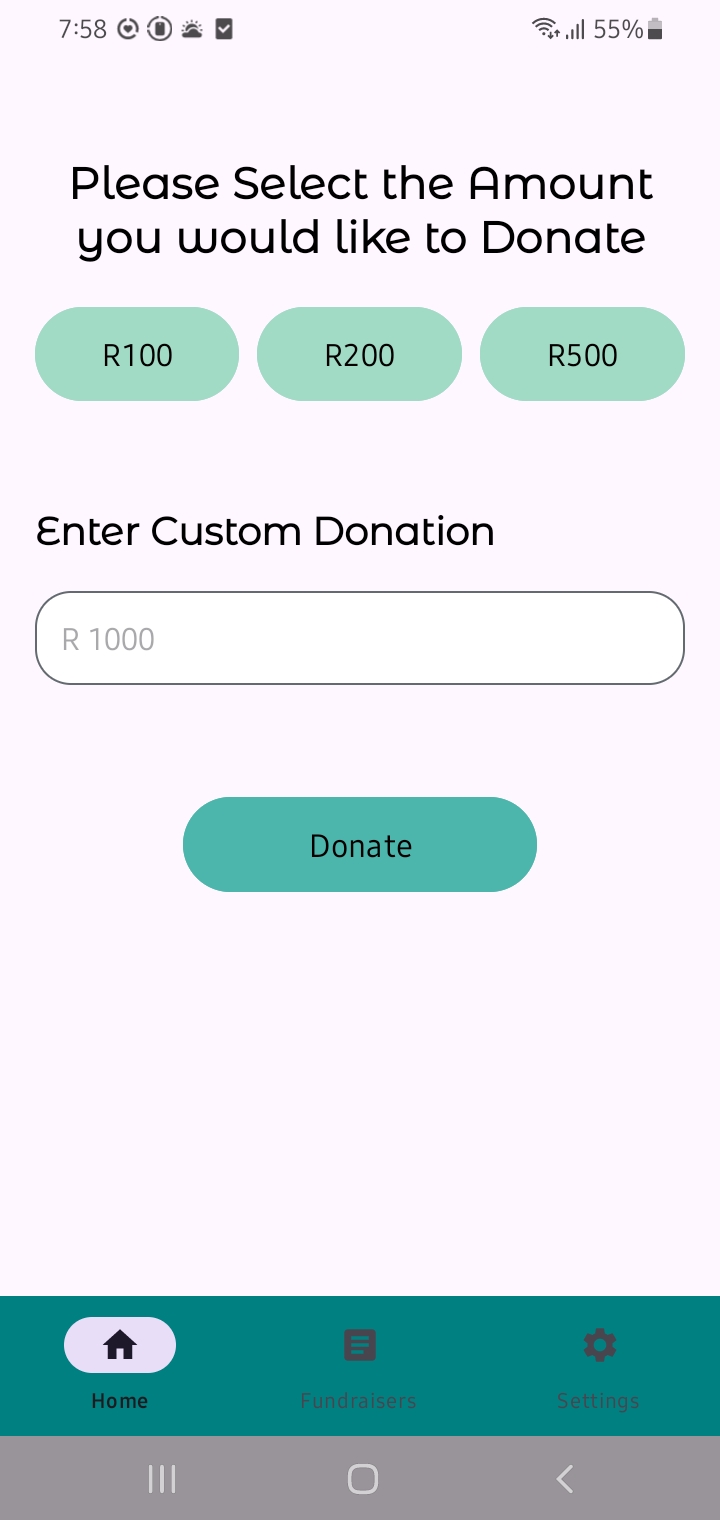 7:58 55%
Please Select the Amount
you would like to Donate
R100 R200 R500
Enter Custom Donation
R 1000
Donate
Home Fundraisers Settings